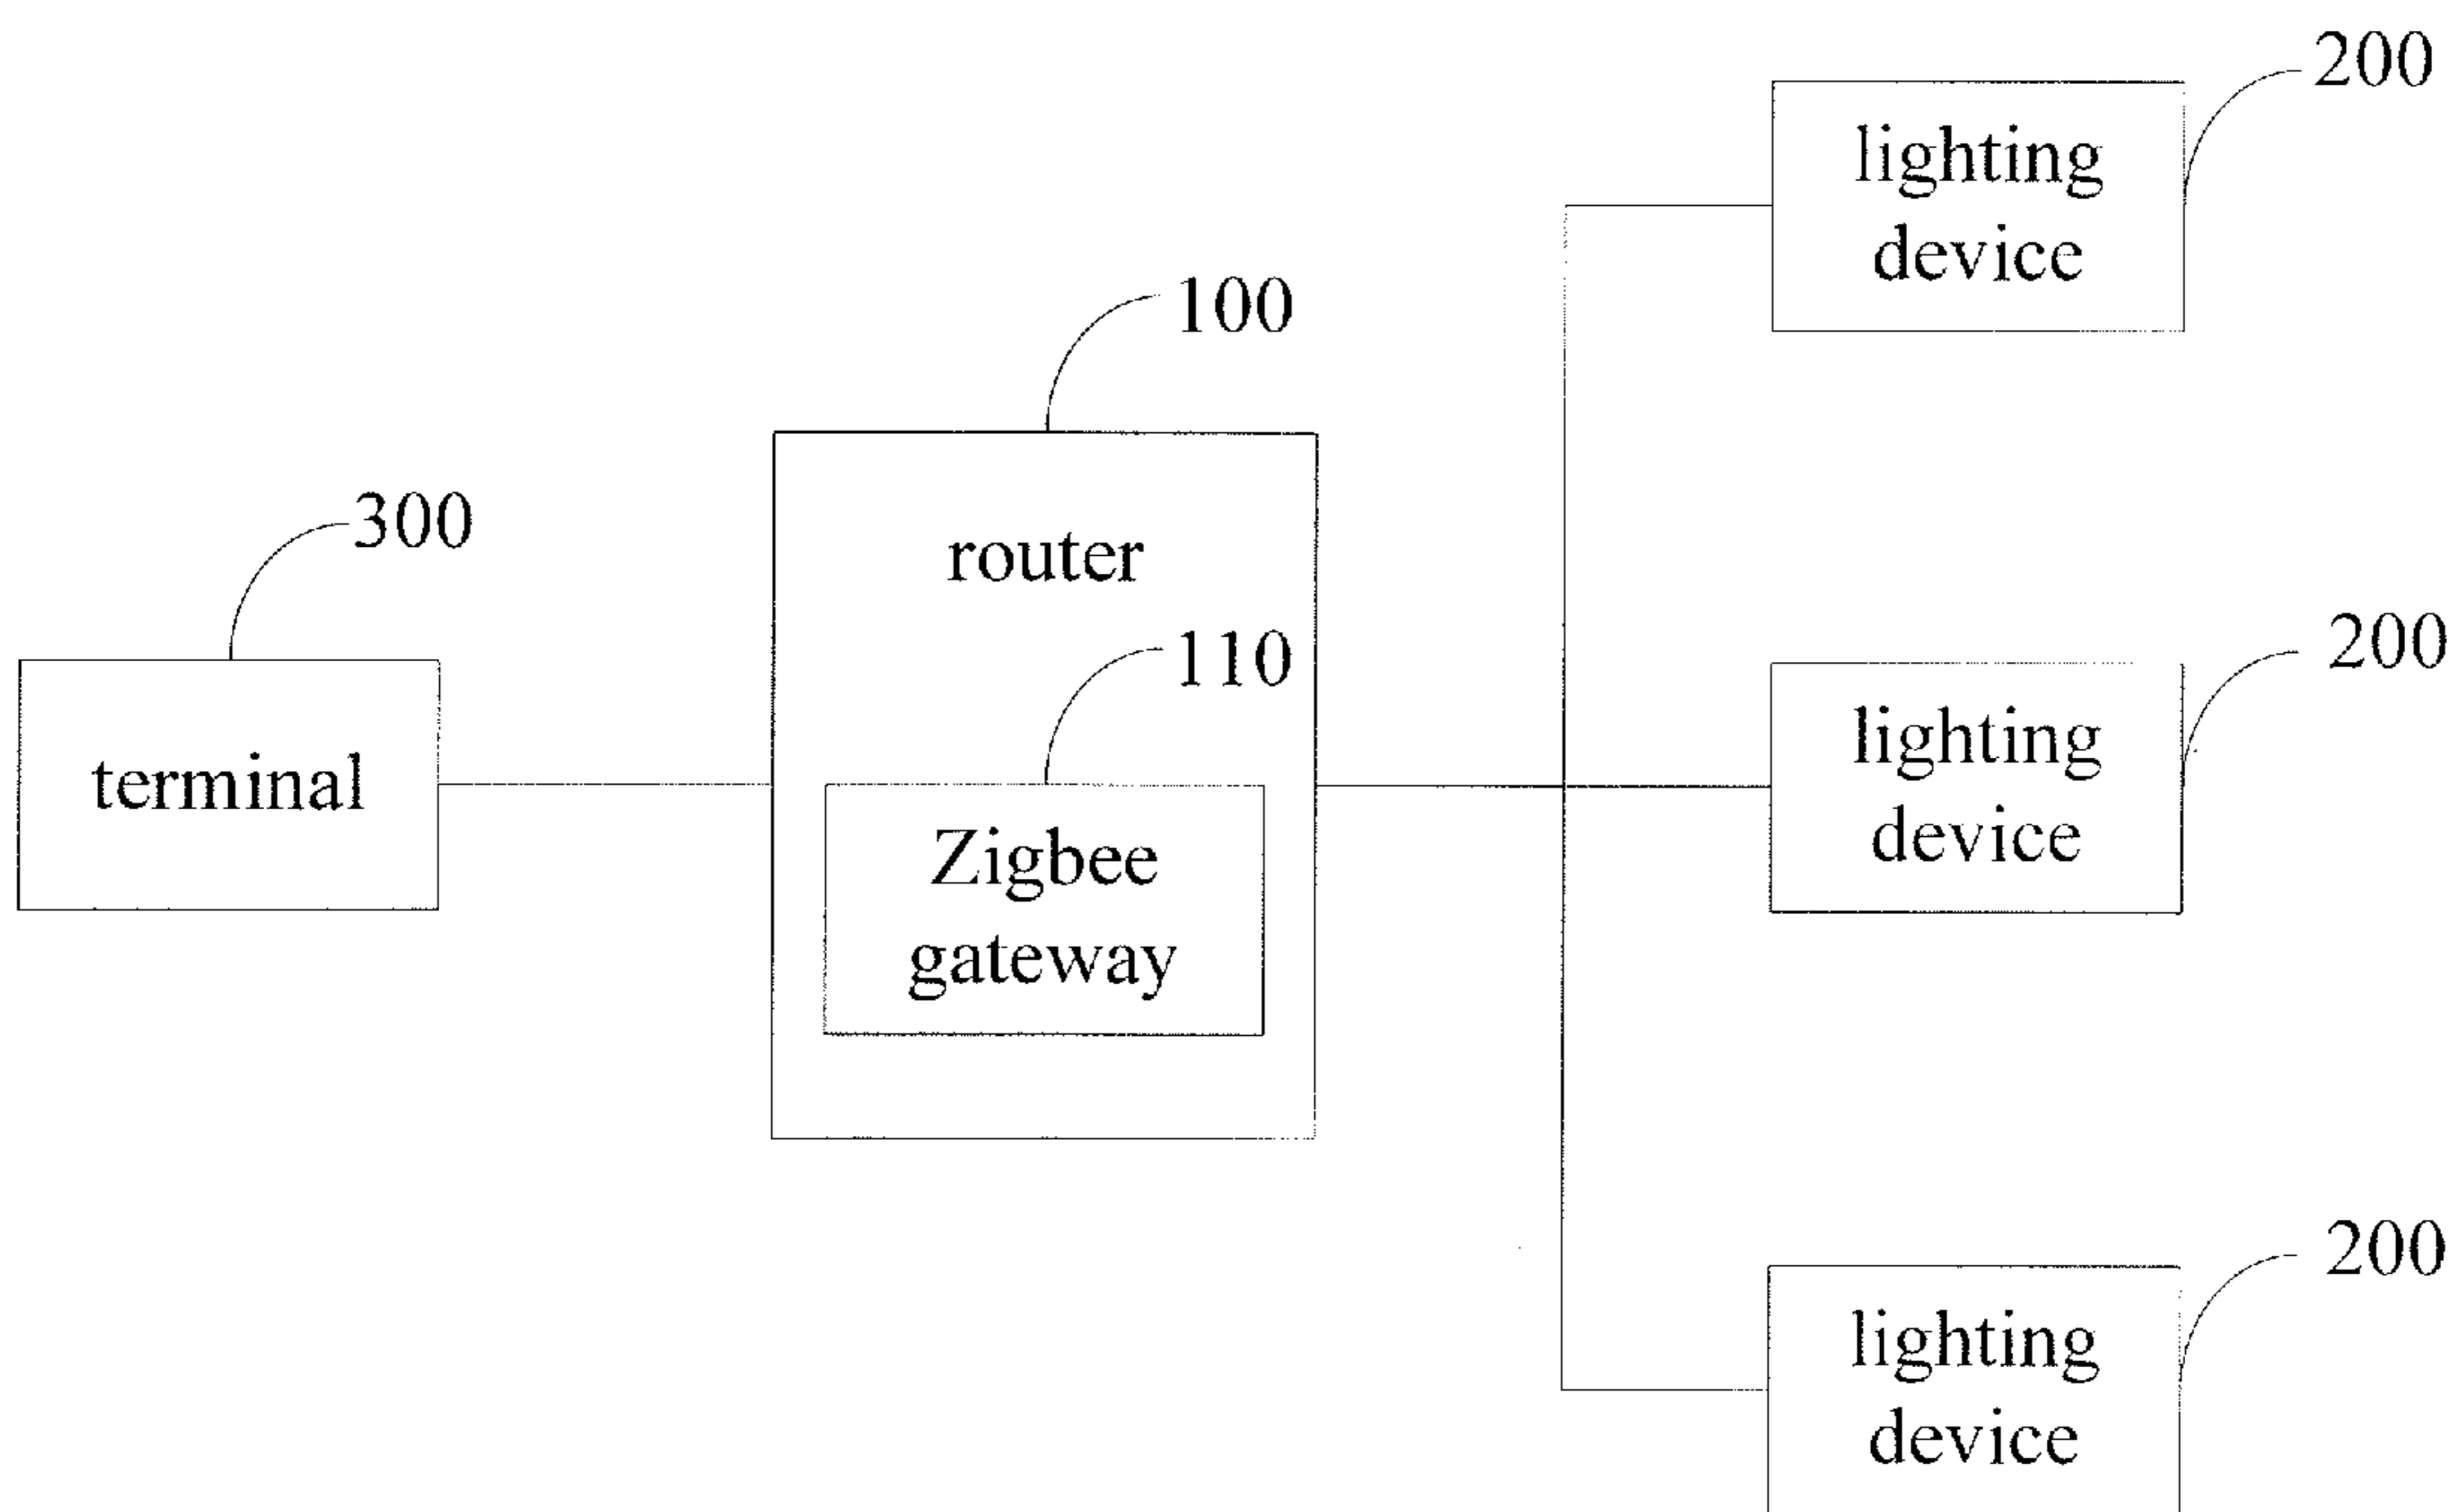 200
lighting
device
100
300
router
110
200
terminal
lighting
device
Zigbee
gateway
200
lighting
device